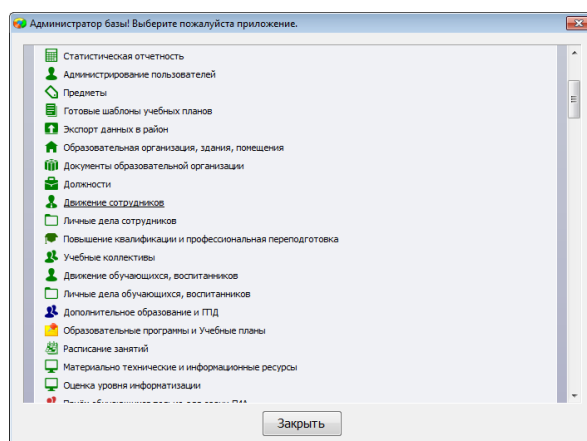 Администратор базы! Выберите пожалуйста приложение.
Статистическая отчетность
Администрирование пользователей
Предметы
Готовые шаблоны учебных планов
Экспорт данных в район
Образовательная организация, здания, помещения
Документы образовательной организации
Должности
Движение сотрудников
Личные дела сотрудников
Повышение квалификации и профессиональная переподготовка
Учебные коллективы
Движение обучающихся, воспитанников
Личные дела обучающихся, воспитанников
Дополнительное образование и ГПД
Образовательные программы и Учебные планы
Расписание занятий
Материально технические и информационные ресурсы
Оценка уровня информатизации
Закрыть